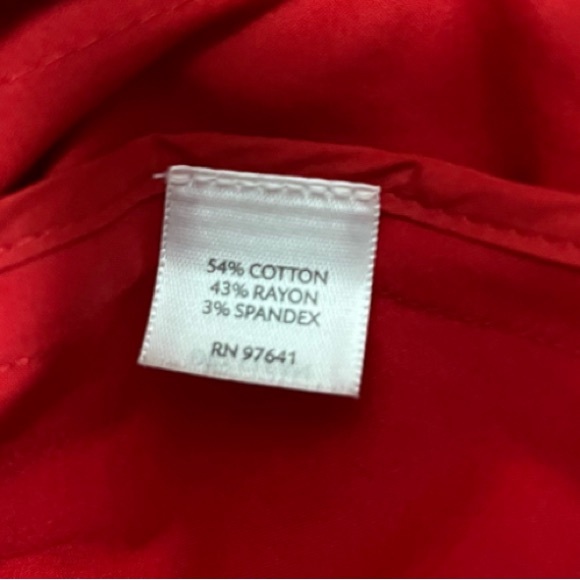 54% COTTON
43% RAYON
3% SPANDEX
RN 97641